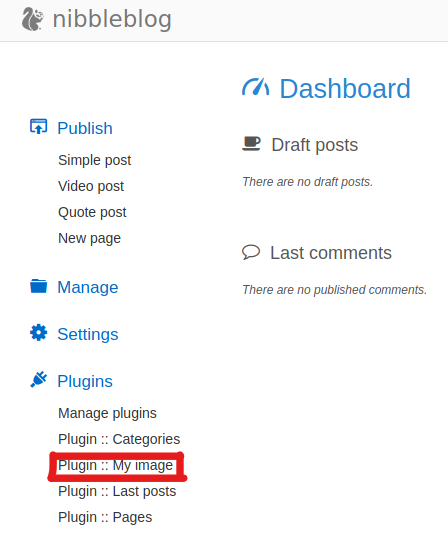 nibbleblog
Dashboard
Publish
Simple post
Video post
Quote post
New page
Manage
Settings
Plugins
Manage plugins
Plugin :: Categories
Plugin :: My image
Plugin :: Last posts
Plugin :: Pages
Draft posts
There are no draft posts.
Last comments
There are no published comments.